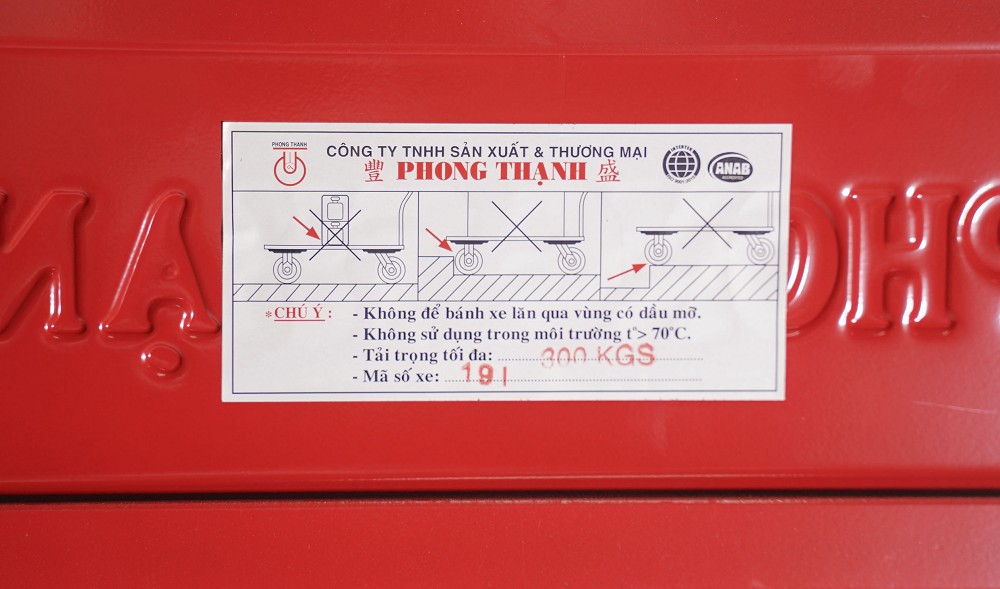 PHONG THẠNH
CÔNG TY TNHH SẢN XUẤT & THƯƠNG MẠI
豐 PHONG THẠNH 盛
ANAB
*CHÚ Ý :
- Không để bánh xe lăn qua vùng có dầu mỡ.
- Không sử dụng trong môi trường t°> 70°C.
- Tải trọng tối đa: 300 KGS
- Mã số xe: 191